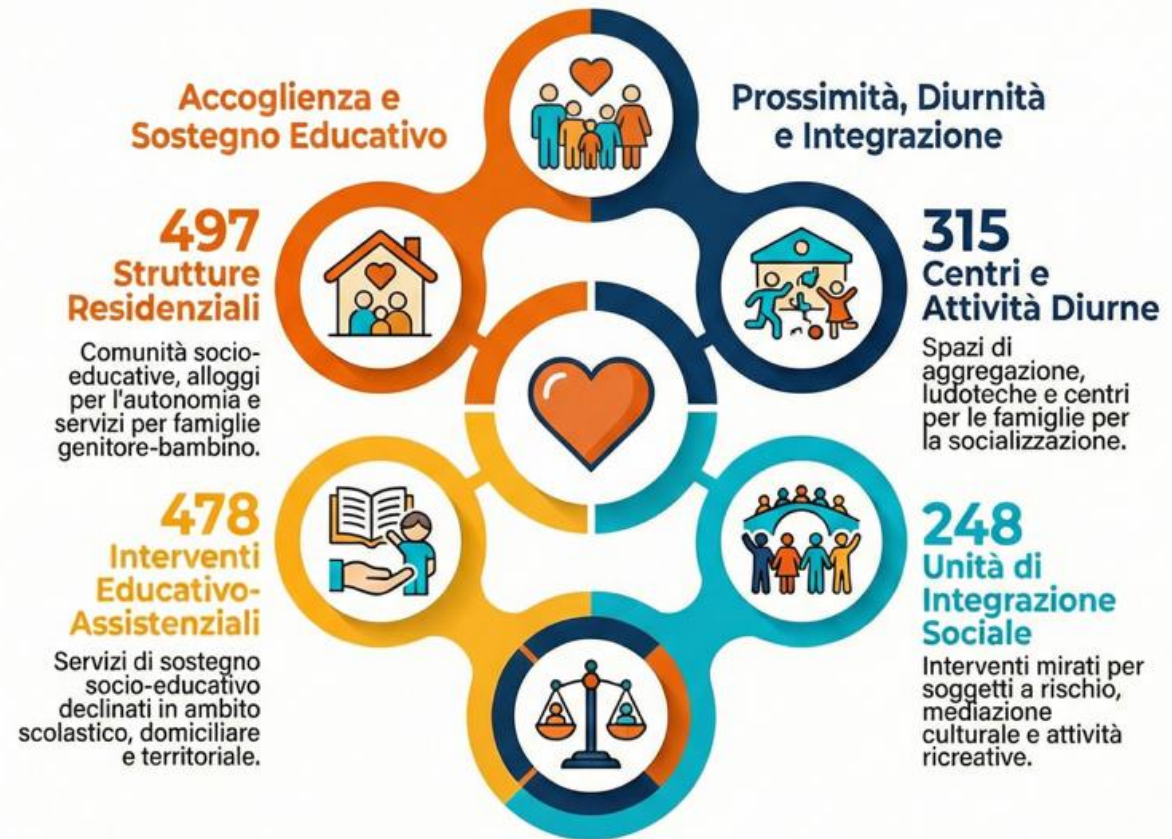 Accoglienza e
Sostegno Educativo
497
Strutture
Residenziali
Comunità socio-
educative, alloggi
per l'autonomia e
servizi per famiglie
genitore-bambino.
478
Interventi
Educativo-
Assistenziali
Servizi di sostegno
socio-educativo
declinati in ambito
scolastico, domiciliare
e territoriale.
Prossimità, Diurnità
e Integrazione
315
Centri e
Attività Diurne
Spazi di
aggregazione,
ludoteche e centri
per le famiglie per
la socializzazione.
248
Unità di
Integrazione
Sociale
Interventi mirati per
soggetti a rischio,
mediazione
culturale e attività
ricreative.